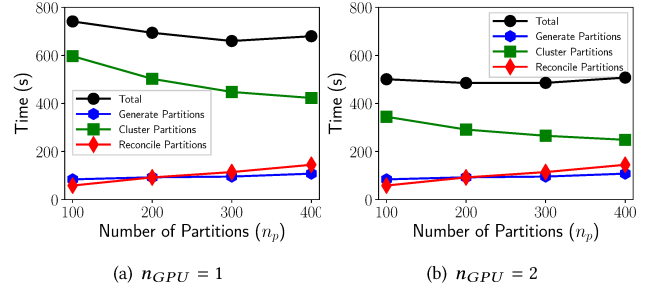 800
600
400
200
0
Time (s)
Total
Generate Partitions
Cluster Partitions
Reconcile Partitions
100 200 300 400
Number of Partitions (n_p)
(a) n_GPU = 1
800
600
400
200
0
Time (s)
Total
Generate Partitions
Cluster Partitions
Reconcile Partitions
100 200 300 400
Number of Partitions (n_p)
(b) n_GPU = 2